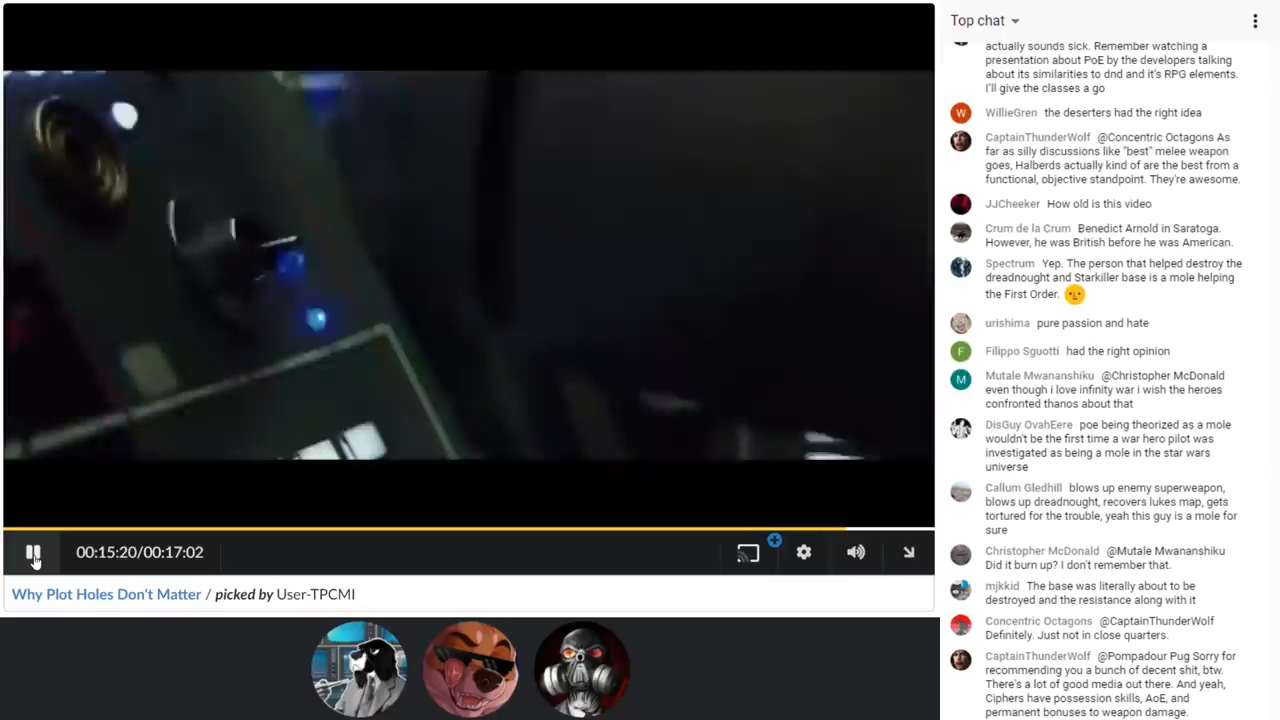 Top chat
actually sounds sick. Remember watching a
presentation about PoE by the developers talking
about its similarities to dnd and it's RPG elements.
I'll give the classes a go
W WillieGren the deserters had the right idea
CaptainThunderWolf @Concentric Octagons As
far as silly discussions like "best" melee weapon
goes, Halberds actually kind of are the best from a
functional, objective standpoint. They're awesome.
JJCheeker How old is this video
Crum de la Crum Benedict Arnold in Saratoga.
However, he was British before he was American.
Spectrum Yep. The person that helped destroy the
dreadnought and Starkiller base is a mole helping
the First Order.
urishima pure passion and hate
F Filippo Sguotti had the right opinion
M Mutale Mwananshiku @Christopher McDonald
even though i love infinity war i wish the heroes
confronted thanos about that
DisGuy OvahEere poe being theorized as a mole
wouldn't be the first time a war hero pilot was
investigated as being a mole in the star wars
universe
Callum Gledhill blows up enemy superweapon,
blows up dreadnought, recovers lukes map, gets
tortured for the trouble, yeah this guy is a mole for
sure
Christopher McDonald @Mutale Mwananshiku
Did it burn up? I don't remember that.
mjkkid The base was literally about to be
destroyed and the resistance along with it
Concentric Octagons @CaptainThunderWolf
Definitely. Just not in close quarters.
CaptainThunderWolf @Pompadour Pug Sorry for
recommending you a bunch of decent shit, btw.
There's a lot of good media out there. And yeah,
Ciphers have possession skills, AoE, and
permanent bonuses to weapon damage.
00:15:20/00:17:02
Why Plot Holes Don't Matter / picked by User-TPCMI